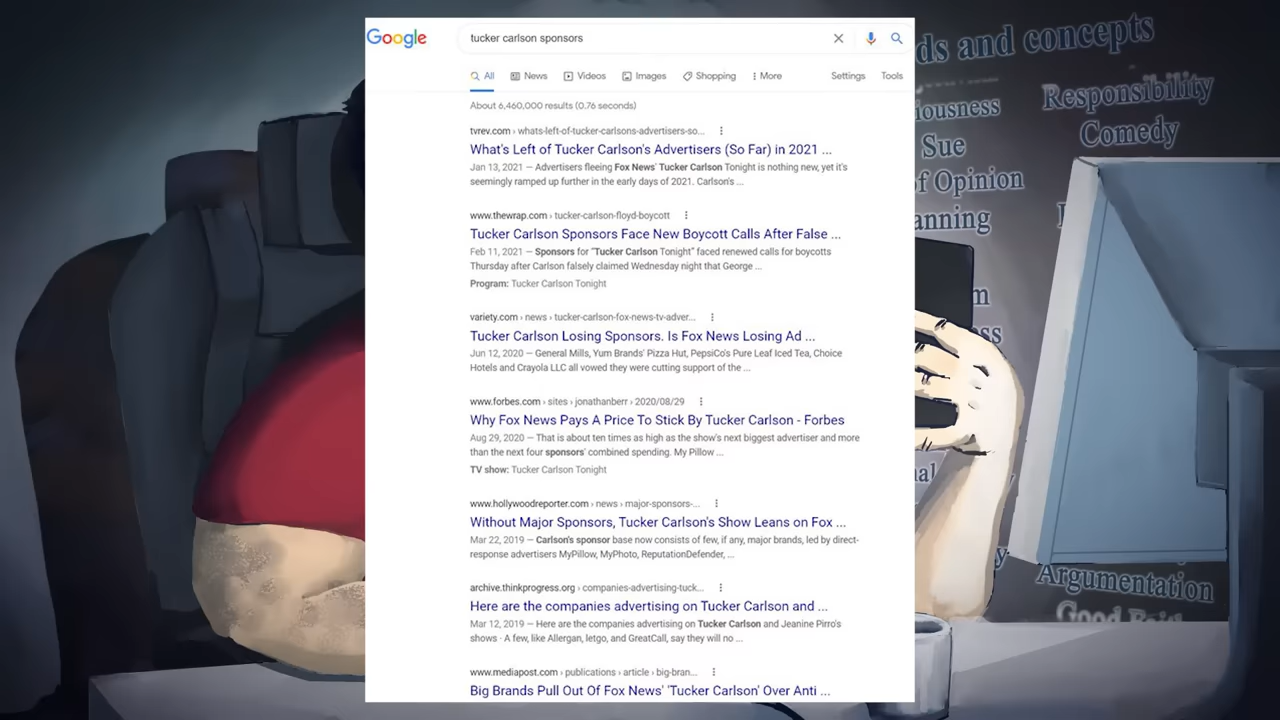 Google
tucker carlson sponsors
All News Videos Images Shopping More Settings Tools
About 6,460,000 results (0.76 seconds)
tvrev.com › whats-left-of-tucker-carlsons-advertisers-so...
What's Left of Tucker Carlson's Advertisers (So Far) in 2021 ...
Jan 13, 2021 — Advertisers fleeing Fox News' Tucker Carlson Tonight is nothing new, yet it's
seemingly ramped up further in the early days of 2021. Carlson's ...
www.thewrap.com › tucker-carlson-floyd-boycott
Tucker Carlson Sponsors Face New Boycott Calls After False ...
Feb 11, 2021 — Sponsors for “Tucker Carlson Tonight” faced renewed calls for boycotts
Thursday after Carlson falsely claimed Wednesday night that George ...
Program: Tucker Carlson Tonight
variety.com › news › tucker-carlson-fox-news-tv-adver...
Tucker Carlson Losing Sponsors. Is Fox News Losing Ad ...
Jun 12, 2020 — General Mills, Yum Brands' Pizza Hut, PepsiCo's Pure Leaf Iced Tea, Choice
Hotels and Crayola LLC all vowed they were cutting support of the ...
www.forbes.com › sites › jonathanberr › 2020/08/29
Why Fox News Pays A Price To Stick By Tucker Carlson - Forbes
Aug 29, 2020 — That is about ten times as high as the show's next biggest advertiser and more
than the next four sponsors' combined spending. My Pillow ...
TV show: Tucker Carlson Tonight
www.hollywoodreporter.com › news › major-sponsors-...
Without Major Sponsors, Tucker Carlson's Show Leans on Fox ...
Mar 22, 2019 — Carlson's sponsor base now consists of few, if any, major brands, led by direct-
response advertisers MyPillow, MyPhoto, ReputationDefender, ...
archive.thinkprogress.org › companies-advertising-tuck...
Here are the companies advertising on Tucker Carlson and ...
Mar 12, 2019 — Here are the companies advertising on Tucker Carlson and Jeanine Pirro's
shows · A few, like Allergan, letgo, and GreatCall, say they will no ...
www.mediapost.com › publications › article › big-bran...
Big Brands Pull Out Of Fox News' 'Tucker Carlson' Over Anti ...
ds and concepts
iousness
Sue
of Opinion
anning
Responsibility
Comedy
Argumentation